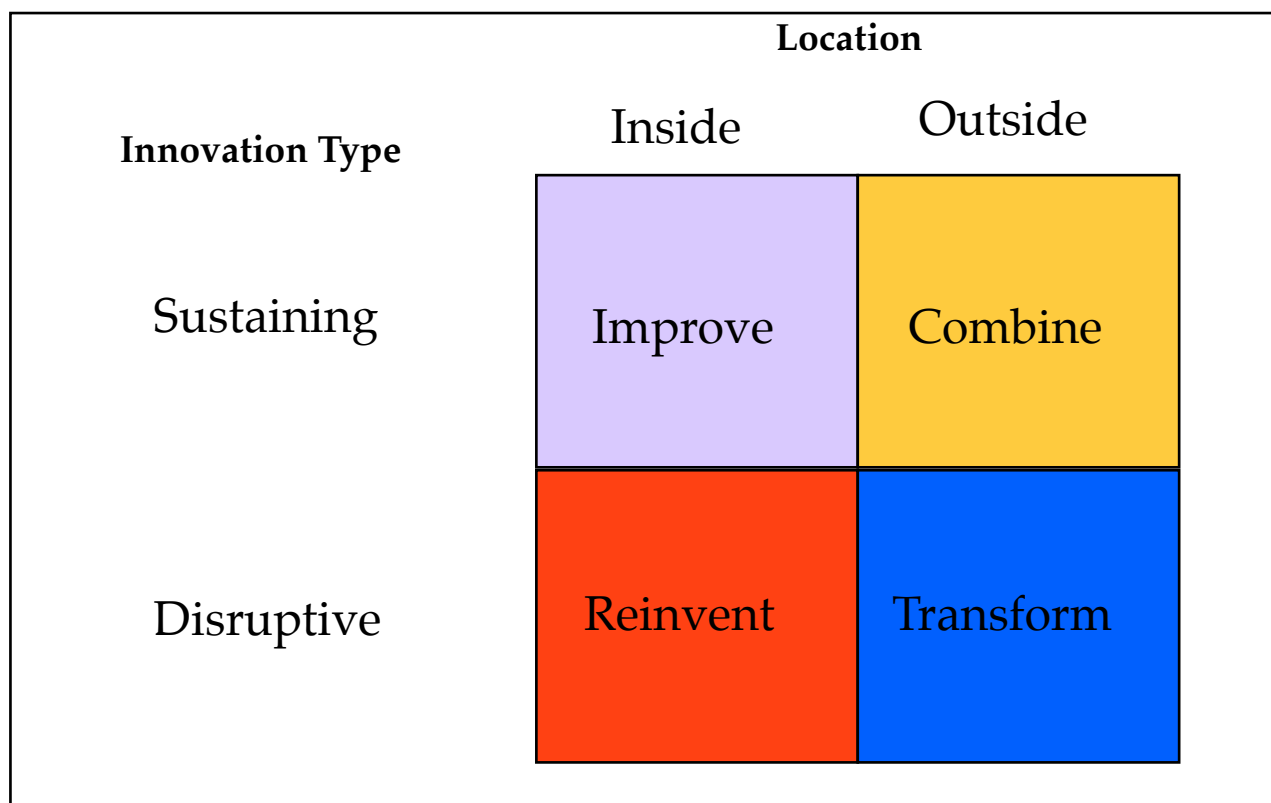 Location
Inside Outside
Innovation Type
Sustaining Improve Combine
Disruptive Reinvent Transform